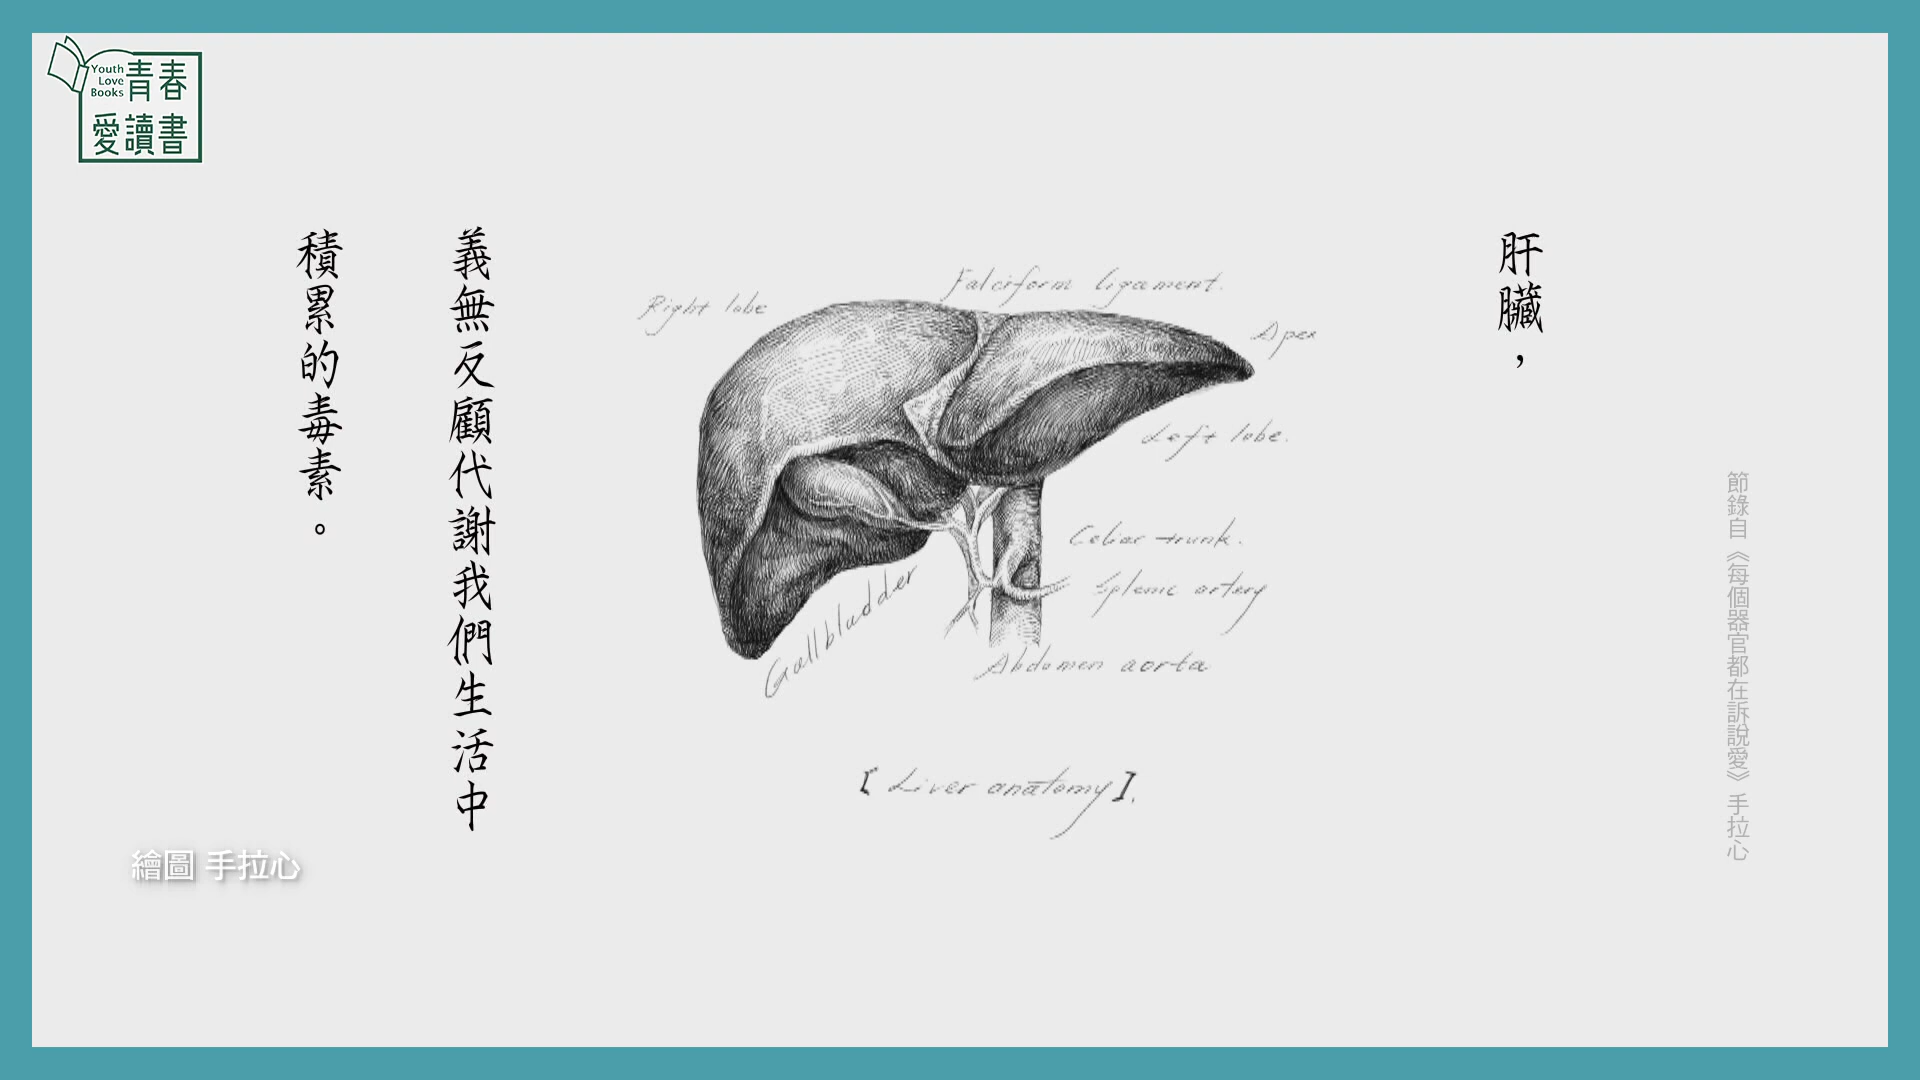 Youth
Love
Books
青春
愛讀書
肝臟，
義無反顧代謝我們生活中
積累的毒素。
Right lobe
Falciform ligament.
Apex
Left lobe.
Celiac trunk.
Splenic artery
Abdomen aorta
Gallbladder
[Liver anatomy].
節錄自《每個器官都在訴說愛》手拉心
繪圖 手拉心